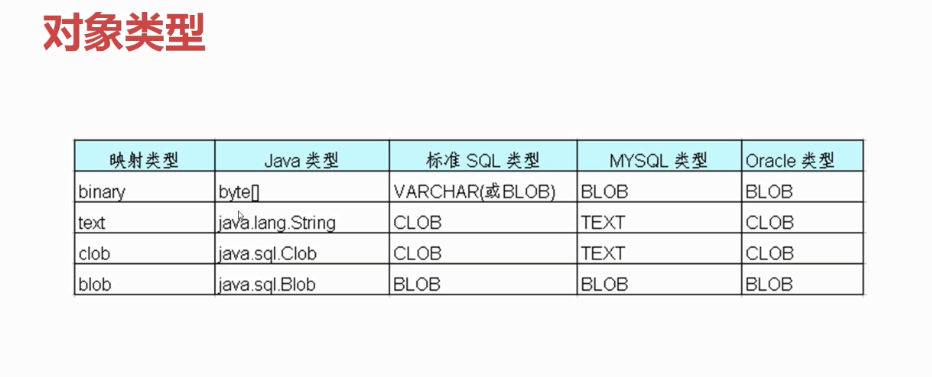 对象类型
映射类型 Java 类型 标准 SQL 类型 MYSQL 类型 Oracle 类型
binary byte[] VARCHAR(或BLOB) BLOB BLOB
text java.lang.String CLOB TEXT CLOB
clob java.sql.Clob CLOB TEXT CLOB
blob java.sql.Blob BLOB BLOB BLOB